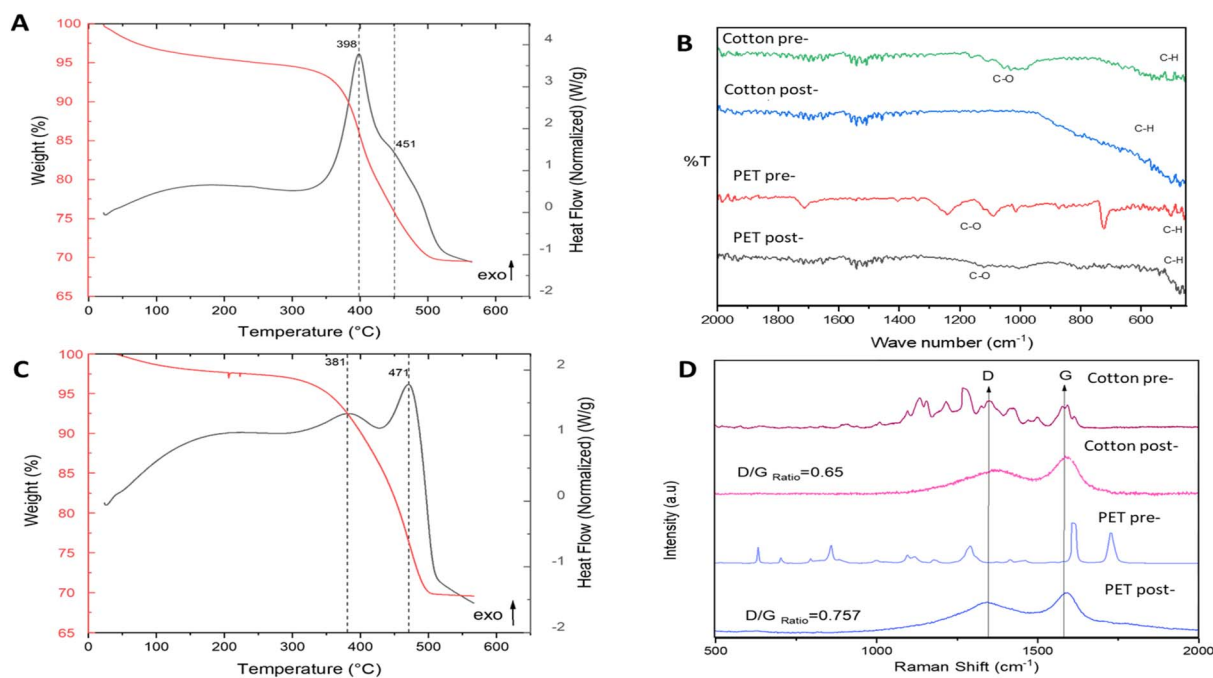 A
398
451
exo
100
95
90
85
80
75
70
65
Weight (%)
4
3
2
1
0
-1
-2
Heat Flow (Normalized) (W/g)
0 100 200 300 400 500 600
Temperature (°C)
B
Cotton pre-
C-O
C-H
Cotton post-
C-H
%T
PET pre-
C-O
C-H
PET post-
C-O
C-H
2000 1800 1600 1400 1200 1000 800 600
Wave number (cm-1)
C
381
471
exo
100
95
90
85
80
75
70
65
Weight (%)
2
1
0
-1
-2
Heat Flow (Normalized) (W/g)
0 100 200 300 400 500 600
Temperature (°C)
D
D G
Cotton pre-
Cotton post-
D/G Ratio=0.65
PET pre-
PET post-
D/G Ratio=0.757
Intensity (a.u)
500 1000 1500 2000
Raman Shift (cm-1)